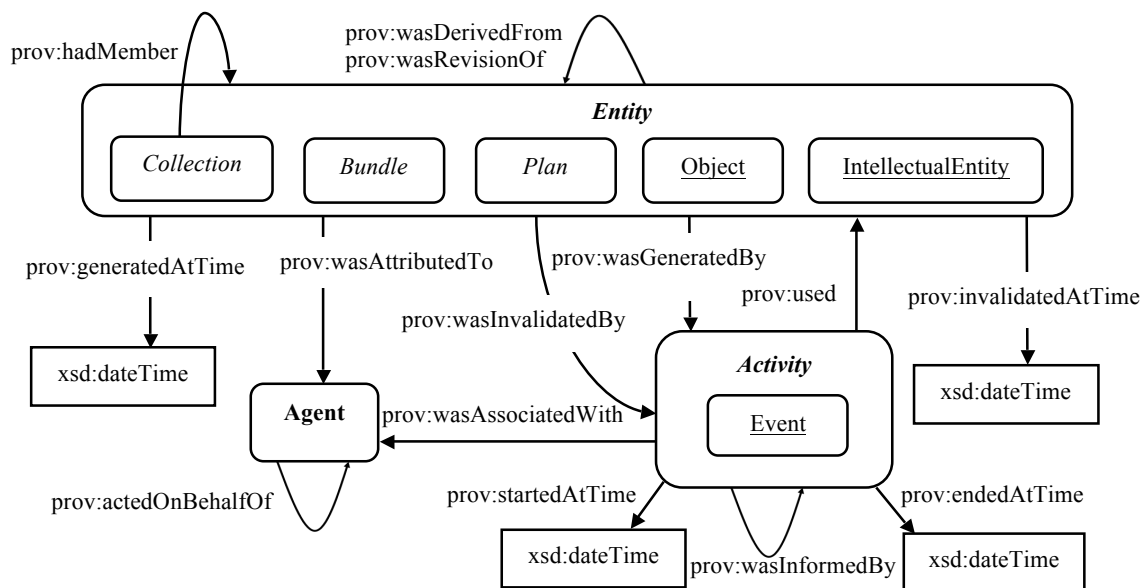 prov:hadMember
prov:wasDerivedFrom
prov:wasRevisionOf
Entity
Collection
Bundle
Plan
Object
IntellectualEntity
prov:generatedAtTime
prov:wasAttributedTo
prov:wasGeneratedBy
prov:used
prov:invalidatedAtTime
prov:wasInvalidatedBy
xsd:dateTime
Activity
xsd:dateTime
Agent
prov:wasAssociatedWith
Event
prov:actedOnBehalfOf
prov:startedAtTime
prov:endedAtTime
xsd:dateTime
prov:wasInformedBy
xsd:dateTime